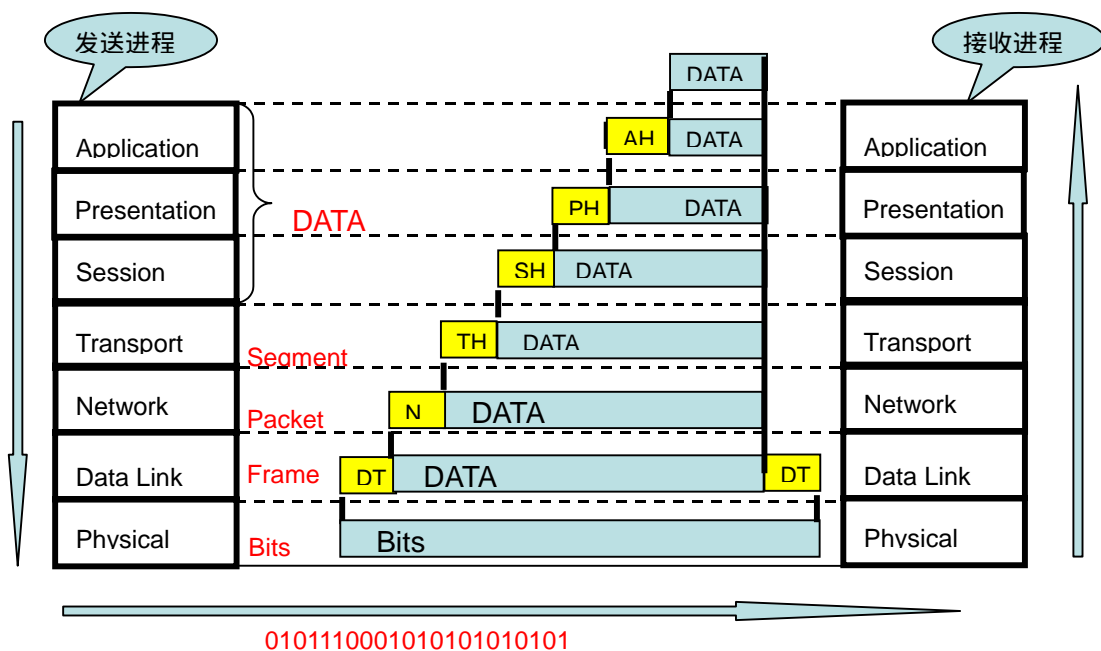 发送进程
接收进程
DATA
Application
AH
DATA
Application
Presentation
DATA
PH
DATA
Presentation
Session
SH
DATA
Session
Transport
Segment
TH
DATA
Transport
Network
Packet
N
DATA
Network
Data Link
Frame
DT
DATA
DT
Data Link
Physical
Bits
Bits
Physical
0101110001010101010101